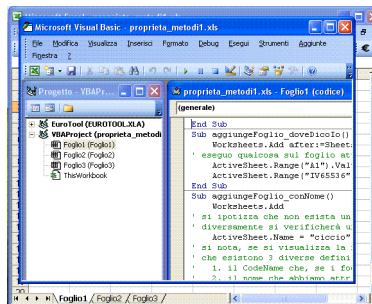 Microsoft Visual Basic - proprieta_metodi1.xls
File Modifica Visualizza Inserisci Formato Debug Esegui Strumenti Aggiunte
Finestra ?
Progetto - VBAPr...
EuroTool (EUROTOOL.XLA)
VBAProject (proprieta_metodi
Foglio1 (Foglio1)
Foglio2 (Foglio2)
Foglio3 (Foglio3)
ThisWorkbook
proprieta_metodi1.xls - Foglio1 (codice)
(generale)
End Sub
Sub aggiungeFoglio_doveDicoIo()
Worksheets.Add after:=Sheet
' eseguo qualcosa sul foglio at
ActiveSheet.Range("A1").Val
ActiveSheet.Range("IV65536"
End Sub
Sub aggiungeFoglio_conNome()
Worksheets.Add
' si ipotizza che non esista un
' diversamente si verificherà u
ActiveSheet.Name = "ciccio"
' si nota, se si visualizza la
' che esistono 3 diverse defini
' 1. il CodeName che, se i fo
' 2. il nome che abbiamo attr
Foglio1 / Foglio2 / Foglio3 /